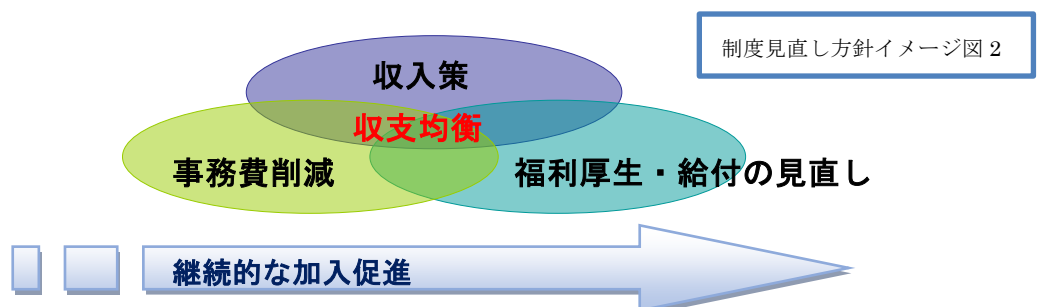 制度見直し方針イメージ図 2
収入策
収支均衡
事務費削減
福利厚生・給付の見直し
継続的な加入促進